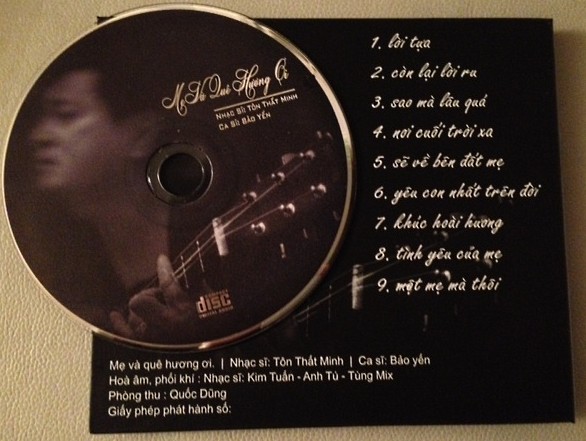 Mẹ Và Quê Hương Ơi
NHẠC SĨ: TÔN THẤT MINH
CA SĨ: BẢO YẾN
COMPACT
disc
DIGITAL AUDIO
1. lời tựa
2. còn lại lời ru
3. sao mà lâu quá
4. nơi cuối trời xa
5. sẽ về bên đất mẹ
6. yêu con nhất trên đời
7. khúc hoài hương
8. tình yêu của mẹ
9. một mẹ mà thôi
Mẹ và quê hương ơi. | Nhạc sĩ: Tôn Thất Minh | Ca sĩ: Bảo yến
Hoà âm, phối khí : Nhạc sĩ: Kim Tuấn - Anh Tú - Tùng Mix
Phòng thu : Quốc Dũng
Giấy phép phát hành số: